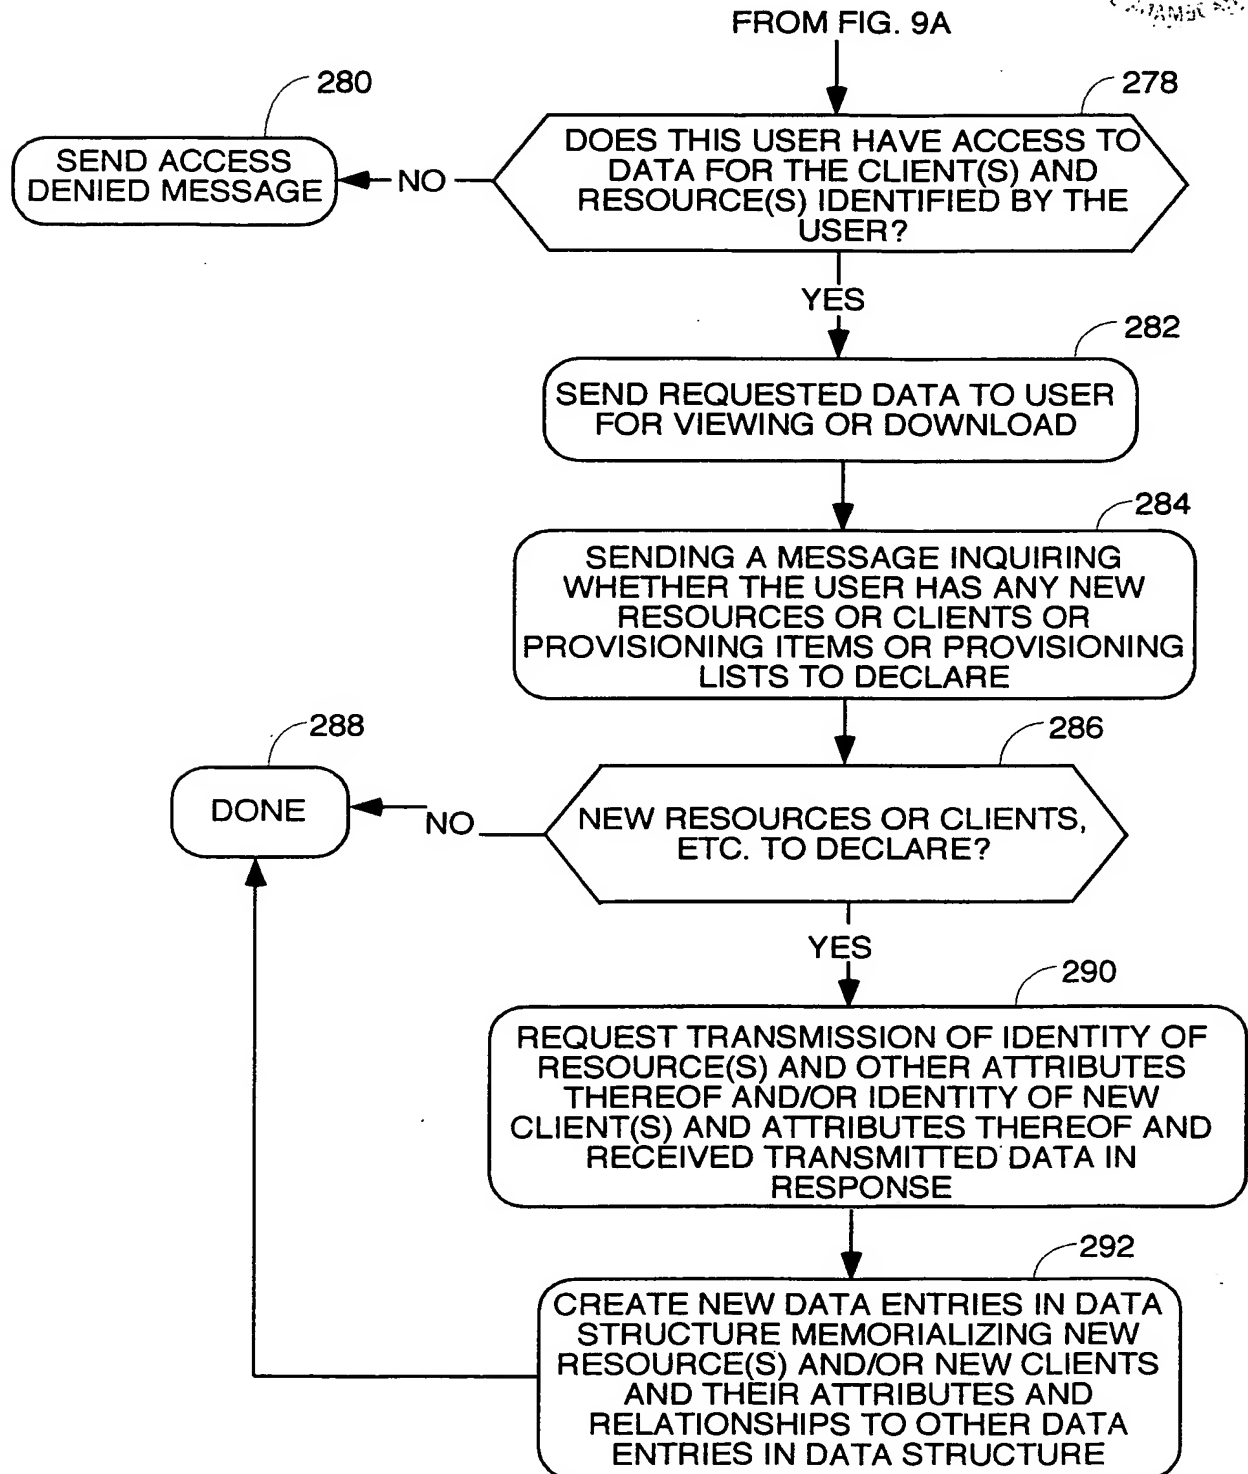 FROM FIG. 9A
280
278
SEND ACCESS
DENIED MESSAGE
NO
DOES THIS USER HAVE ACCESS TO
DATA FOR THE CLIENT(S) AND
RESOURCE(S) IDENTIFIED BY THE
USER?
YES
282
SEND REQUESTED DATA TO USER
FOR VIEWING OR DOWNLOAD
284
SENDING A MESSAGE INQUIRING
WHETHER THE USER HAS ANY NEW
RESOURCES OR CLIENTS OR
PROVISIONING ITEMS OR PROVISIONING
LISTS TO DECLARE
288
286
DONE
NO
NEW RESOURCES OR CLIENTS,
ETC. TO DECLARE?
YES
290
REQUEST TRANSMISSION OF IDENTITY OF
RESOURCE(S) AND OTHER ATTRIBUTES
THEREOF AND/OR IDENTITY OF NEW
CLIENT(S) AND ATTRIBUTES THEREOF AND
RECEIVED TRANSMITTED DATA IN
RESPONSE
292
CREATE NEW DATA ENTRIES IN DATA
STRUCTURE MEMORIALIZING NEW
RESOURCE(S) AND/OR NEW CLIENTS
AND THEIR ATTRIBUTES AND
RELATIONSHIPS TO OTHER DATA
ENTRIES IN DATA STRUCTURE